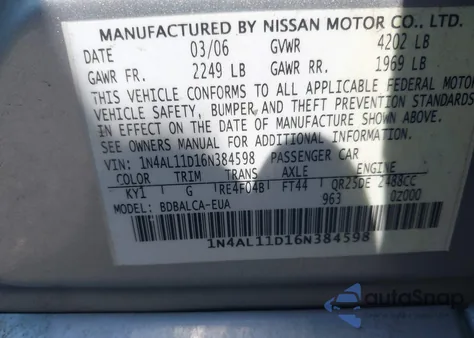 MANUFACTURED BY NISSAN MOTOR CO., LTD.
DATE 03/06 GVWR 4202 LB
GAWR FR. 2249 LB GAWR RR. 1969 LB
THIS VEHICLE CONFORMS TO ALL APPLICABLE FEDERAL MOTOR
VEHICLE SAFETY, BUMPER, AND THEFT PREVENTION STANDARDS
IN EFFECT ON THE DATE OF MANUFACTURE SHOWN ABOVE.
SEE OWNERS MANUAL FOR ADDITIONAL INFORMATION.
VIN: 1N4AL11D16N384598 PASSENGER CAR
COLOR TRIM TRANS AXLE ENGINE
KY1 G RE4F04B FT44 QR25DE 2488CC
MODEL: BDBALCA-EUA 963 02000
1N4AL11D16N384598
autoSnap